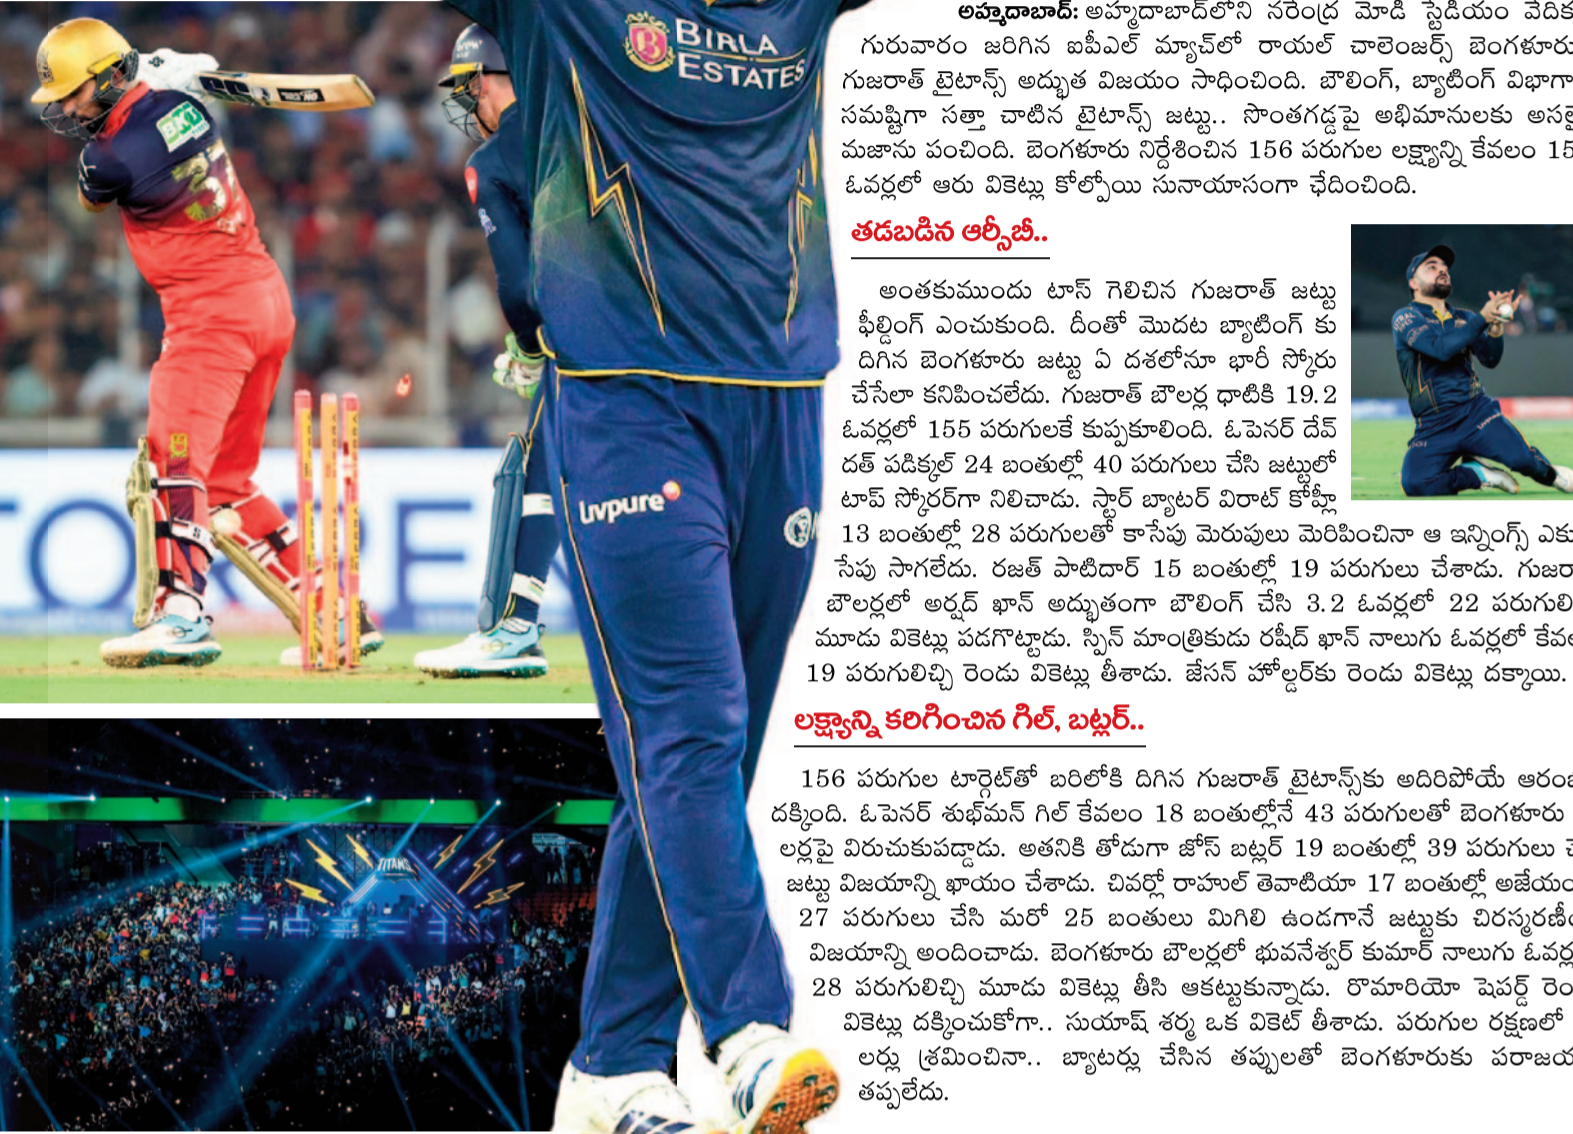 అహ్మదాబాద్: అహ్మదాబాద్‌లోని నరేంద్ర మోడీ స్టేడియం వేదిక
గురువారం జరిగిన ఐపీఎల్ మ్యాచ్‌లో రాయల్ చాలెంజర్స్ బెంగళూరు
గుజరాత్ టైటాన్స్ అద్భుత విజయం సాధించింది. బౌలింగ్, బ్యాటింగ్ విభాగా
సమష్టిగా సత్తా చాటిన టైటాన్స్ జట్టు.. సొంతగడ్డపై అభిమానులకు అసలై
మజాను పంచింది. బెంగళూరు నిర్దేశించిన 156 పరుగుల లక్ష్యాన్ని కేవలం 15
ఓవర్లలో ఆరు వికెట్లు కోల్పోయి సునాయాసంగా ఛేదించింది.
తడబడిన ఆర్సీబీ..
అంతకుముందు టాస్ గెలిచిన గుజరాత్ జట్టు
ఫీల్డింగ్ ఎంచుకుంది. దీంతో మొదట బ్యాటింగ్ కు
దిగిన బెంగళూరు జట్టు ఏ దశలోనూ భారీ స్కోరు
చేసేలా కనిపించలేదు. గుజరాత్ బౌలర్ల ధాటికి 19.2
ఓవర్లలో 155 పరుగులకే కుప్పకూలింది. ఓపెనర్ దేవ్
దత్ పడిక్కల్ 24 బంతుల్లో 40 పరుగులు చేసి జట్టులో
టాప్ స్కోరర్‌గా నిలిచాడు. స్టార్ బ్యాటర్ విరాట్ కోహ్లీ
13 బంతుల్లో 28 పరుగులతో కాసేపు మెరుపులు మెరిపించినా ఆ ఇన్నింగ్స్ ఎకు
సేపు సాగలేదు. రజత్ పాటిదార్ 15 బంతుల్లో 19 పరుగులు చేశాడు. గుజరా
బౌలర్లలో అర్షద్ ఖాన్ అద్భుతంగా బౌలింగ్ చేసి 3.2 ఓవర్లలో 22 పరుగులి
మూడు వికెట్లు పడగొట్టాడు. స్పిన్ మాంత్రికుడు రషీద్ ఖాన్ నాలుగు ఓవర్లలో కేవల
19 పరుగులిచ్చి రెండు వికెట్లు తీశాడు. జేసన్ హోల్డర్‌కు రెండు వికెట్లు దక్కాయి.
లక్ష్యాన్ని కరిగించిన గిల్, బట్లర్..
156 పరుగుల టార్గెట్‌తో బరిలోకి దిగిన గుజరాత్ టైటాన్స్‌కు అదిరిపోయే ఆరంభ
దక్కింది. ఓపెనర్ శుభ్‌మన్ గిల్ కేవలం 18 బంతుల్లోనే 43 పరుగులతో బెంగళూరు
లర్లపై విరుచుకుపడ్డాడు. అతనికి తోడుగా జోస్ బట్లర్ 19 బంతుల్లో 39 పరుగులు చే
జట్టు విజయాన్ని ఖాయం చేశాడు. చివర్లో రాహుల్ తెవాటియా 17 బంతుల్లో అజేయం
27 పరుగులు చేసి మరో 25 బంతులు మిగిలి ఉండగానే జట్టుకు చిరస్మరణీం
విజయాన్ని అందించాడు. బెంగళూరు బౌలర్లలో భువనేశ్వర్ కుమార్ నాలుగు ఓవర్ల
28 పరుగులిచ్చి మూడు వికెట్లు తీసి ఆకట్టుకున్నాడు. రొమారియో షెపర్డ్ రెం
వికెట్లు దక్కించుకోగా.. సుయాష్ శర్మ ఒక వికెట్ తీశాడు. పరుగుల రక్షణలో
లర్లు శ్రమించినా.. బ్యాటర్లు చేసిన తప్పులతో బెంగళూరుకు పరాజయ
తప్పలేదు.
BIRLA
ESTATES
Livpure
TITANS
BKT